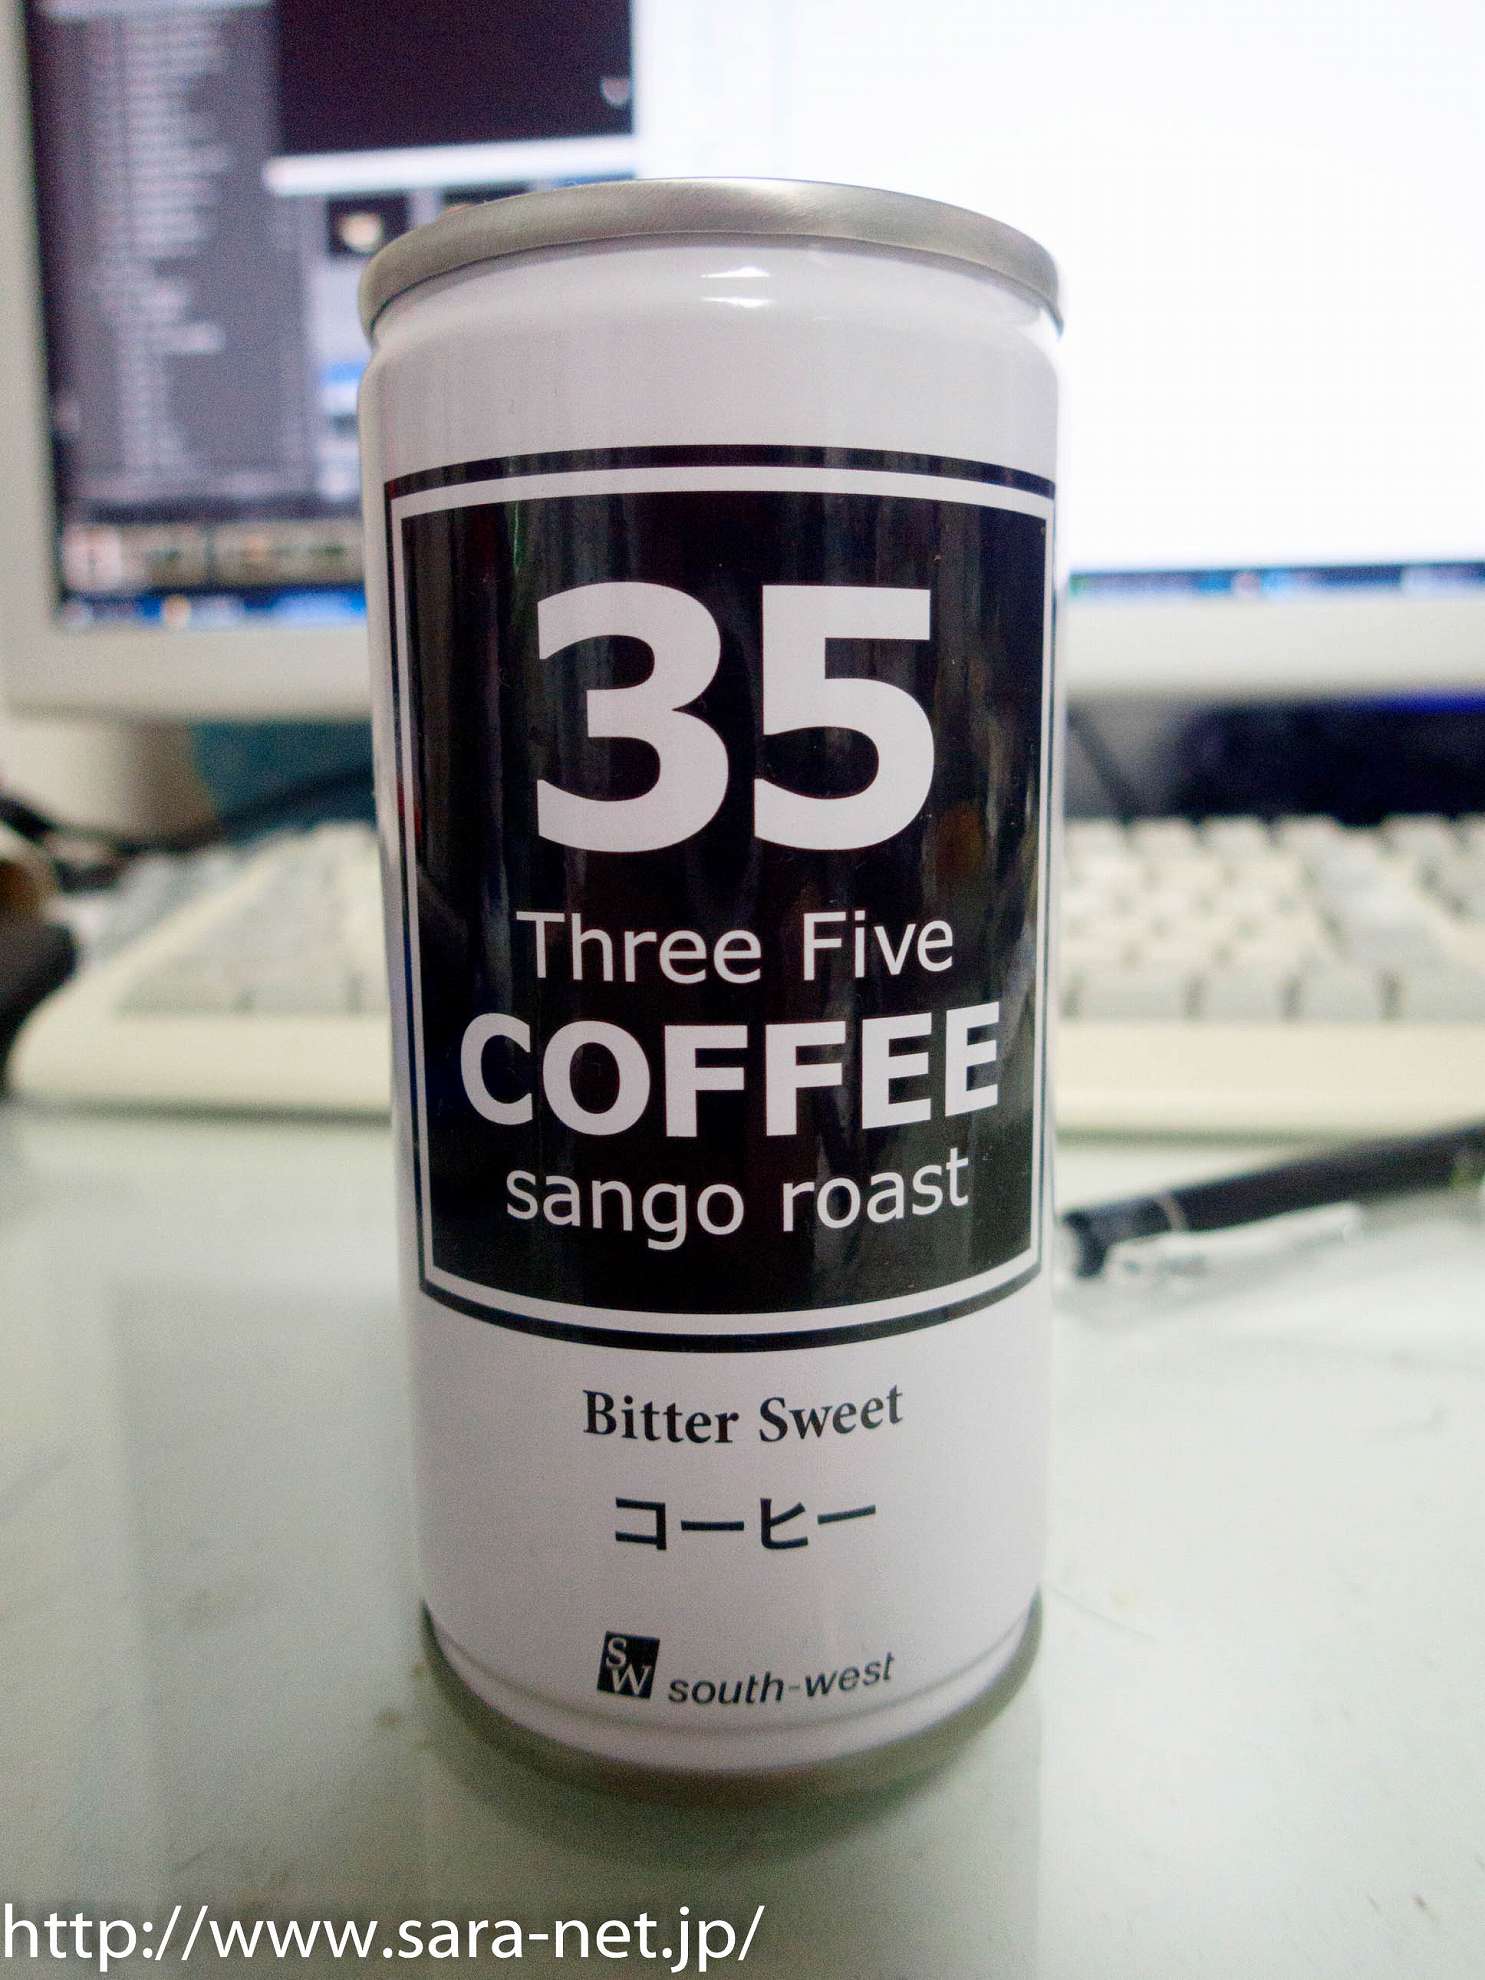 35
Three Five
COFFEE
sango roast
Bitter Sweet
コーヒー
SW south-west
http://www.sara-net.jp/